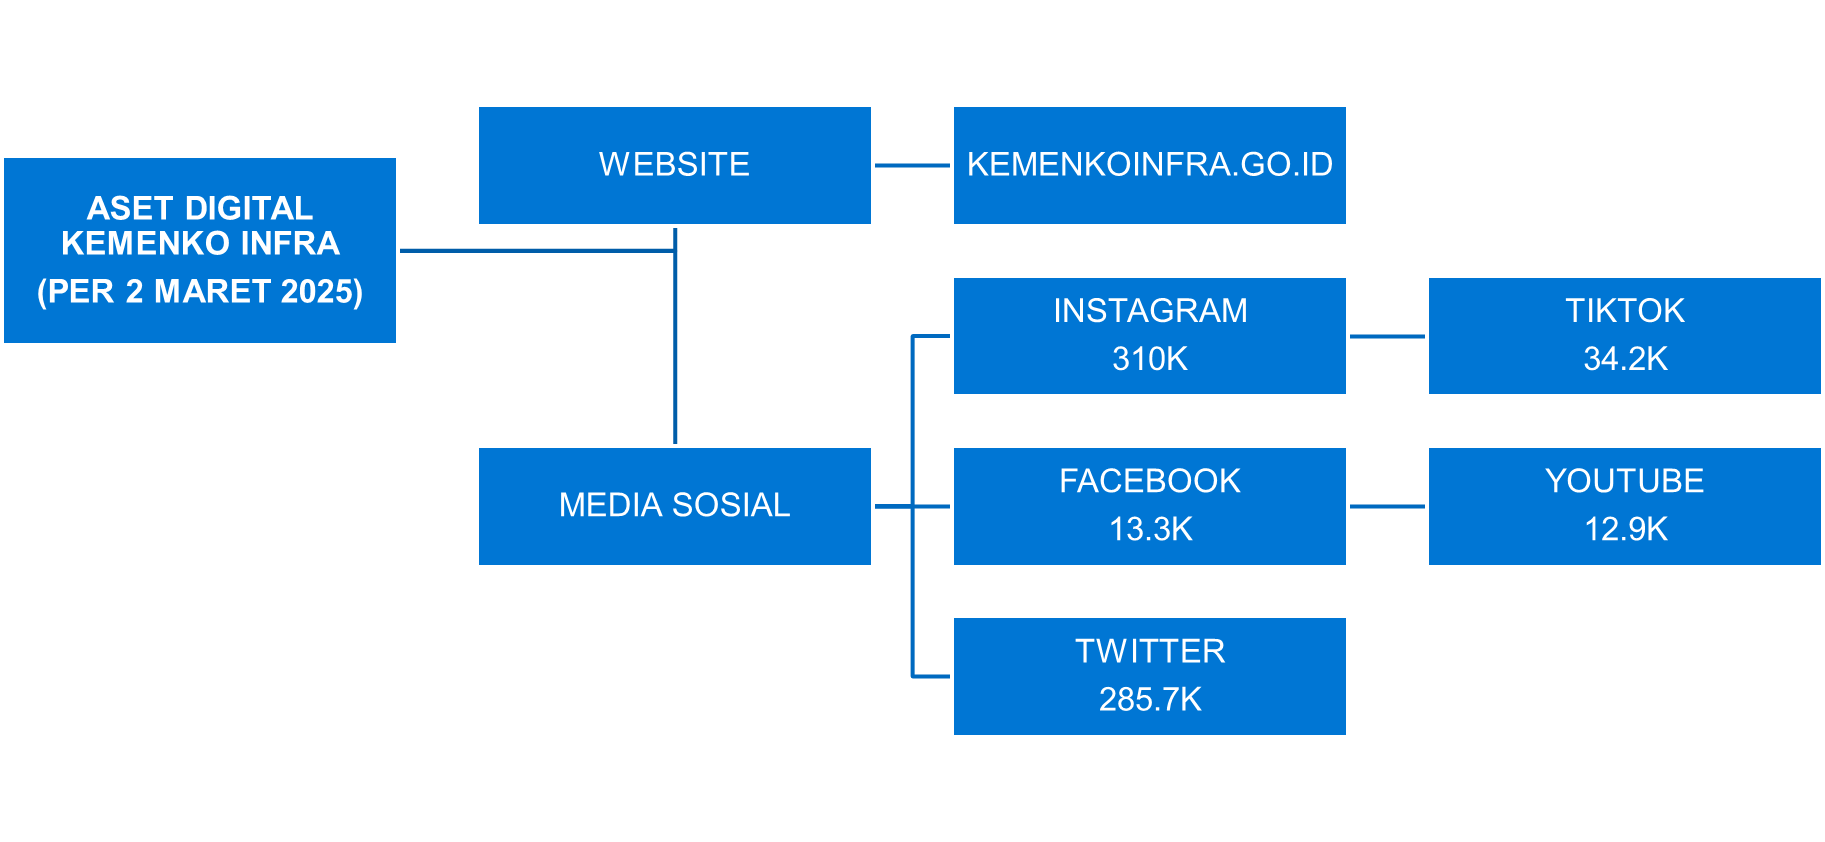 ASET DIGITAL
KEMENKO INFRA
(PER 2 MARET 2025)
WEBSITE
KEMENKOINFRA.GO.ID
MEDIA SOSIAL
INSTAGRAM
310K
TIKTOK
34.2K
FACEBOOK
13.3K
YOUTUBE
12.9K
TWITTER
285.7K